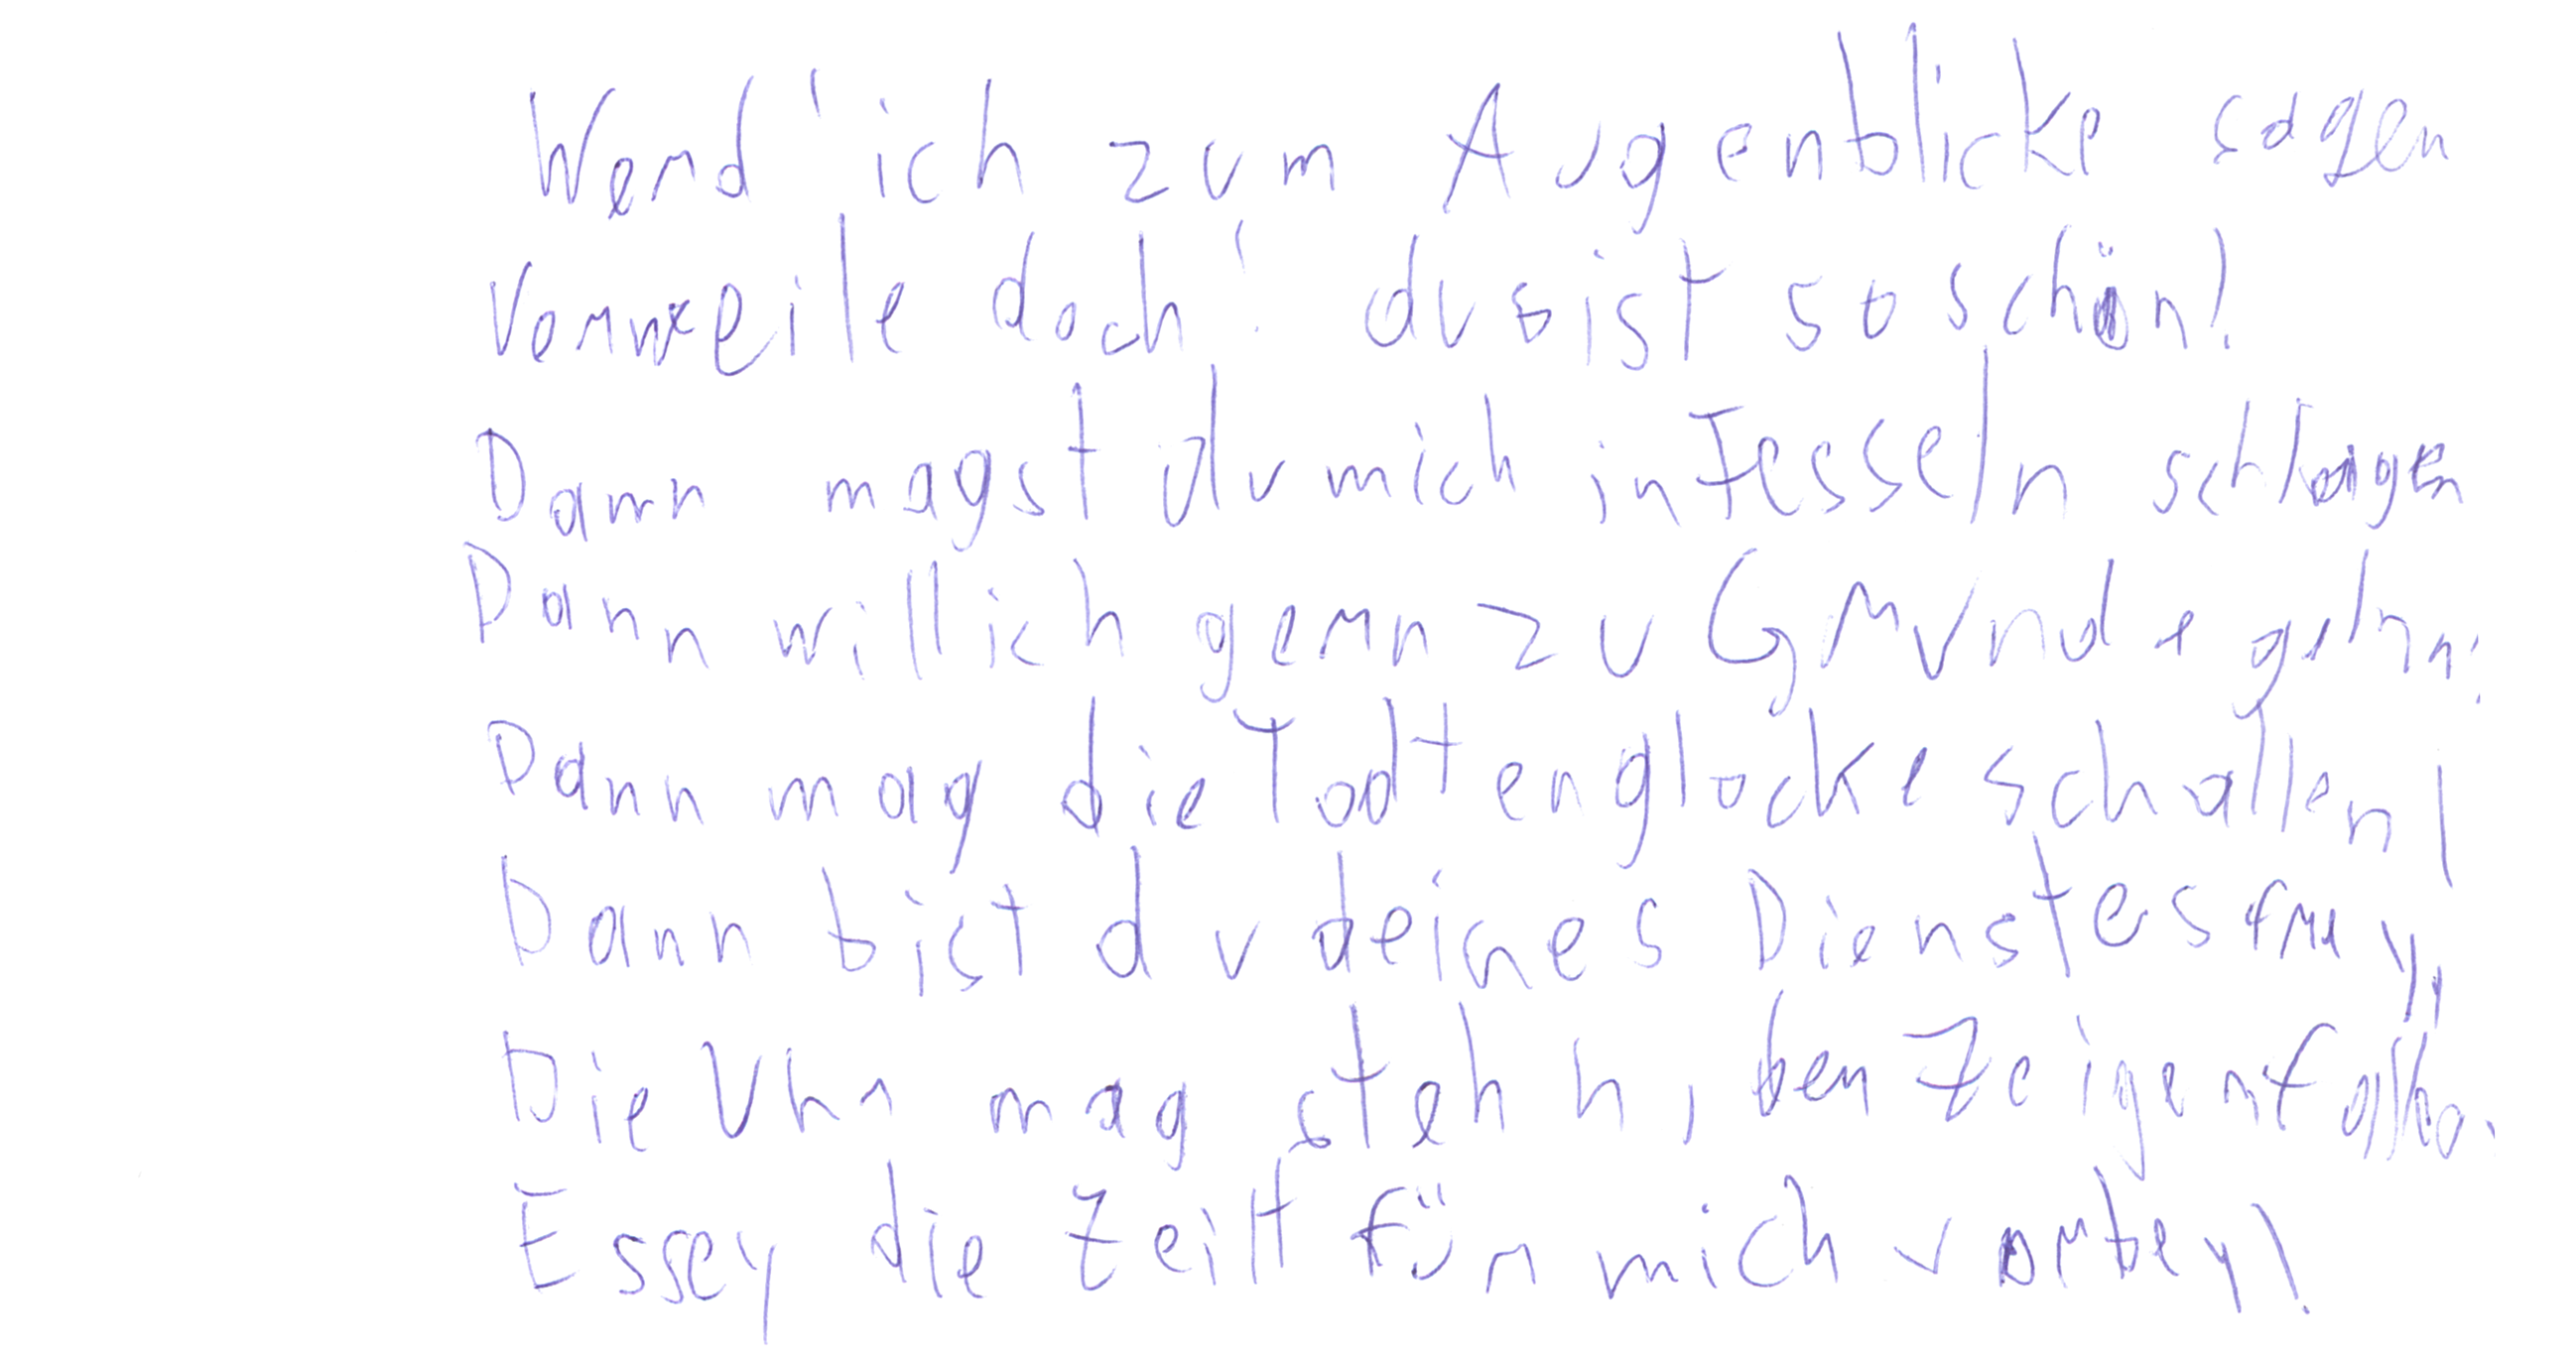 Werd' ich zum Augenblicke sagen
Verweile doch! du bist so schön!
Dann magst du mich in Fesseln schlagen
Dann will ich gern zu Grunde gehn!
Dann mag die Todtenglocke schallen,
Dann bist du deines Dienstes frey,
Die Uhr mag stehn, der Zeiger fallen.
Es sey die Zeit für mich vorbey!